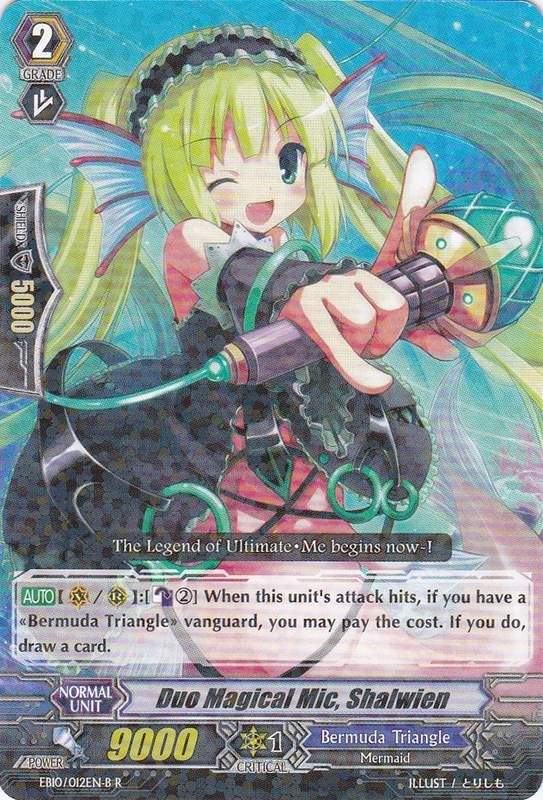 2
GRADE
SHIELD
5000
The Legend of Ultimate•Me begins now-!
AUTO [ / ]:[ ②] When this unit's attack hits, if you have a
«Bermuda Triangle» vanguard, you may pay the cost. If you do,
draw a card.
NORMAL
UNIT
Duo Magical Mic, Shalwien
POWER
9000
1
CRITICAL
Bermuda Triangle
Mermaid
EB10/012EN-B R
ILLUST / とりしも